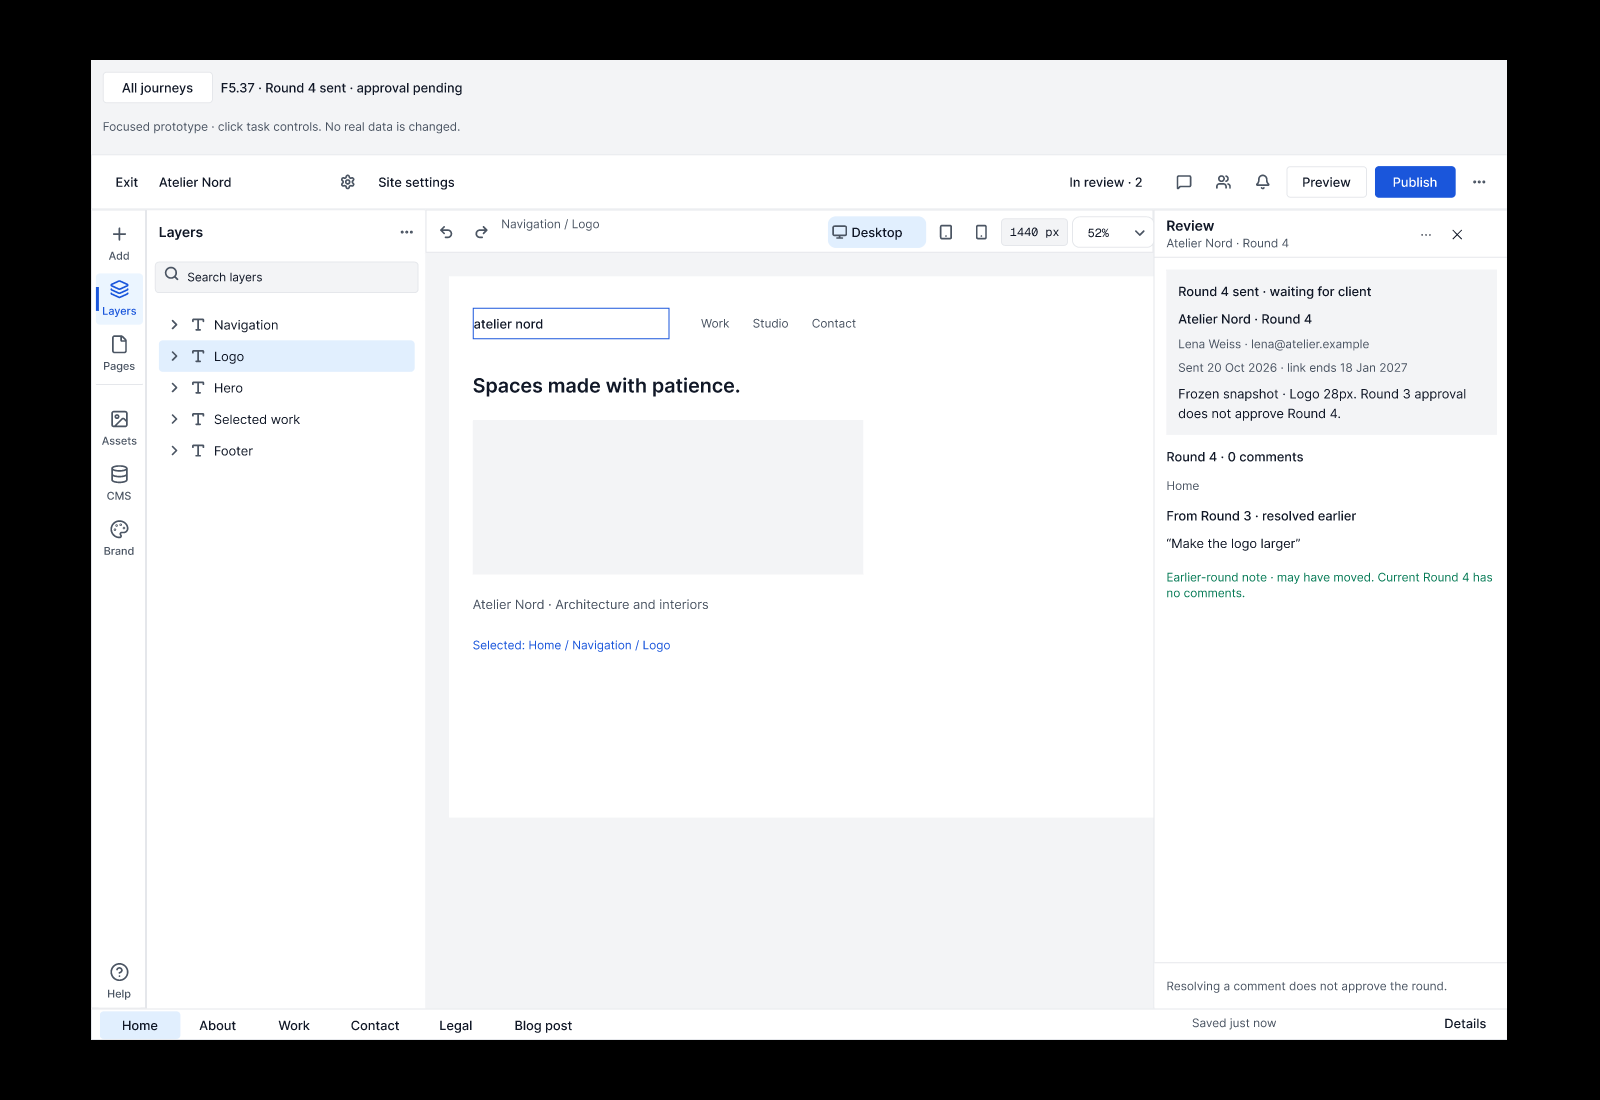 All journeys
F5.37 · Round 4 sent · approval pending
Focused prototype · click task controls. No real data is changed.
Exit
Atelier Nord
Site settings
In review · 2
Preview
Publish
Add
Layers
Pages
Assets
CMS
Brand
Help
Layers
Search layers
Navigation
Logo
Hero
Selected work
Footer
Navigation / Logo
Desktop
1440 px
52%
atelier nord
Work
Studio
Contact
Spaces made with patience.
Atelier Nord · Architecture and interiors
Selected: Home / Navigation / Logo
Review
Atelier Nord · Round 4
Round 4 sent · waiting for client
Atelier Nord · Round 4
Lena Weiss · lena@atelier.example
Sent 20 Oct 2026 · link ends 18 Jan 2027
Frozen snapshot · Logo 28px. Round 3 approval
does not approve Round 4.
Round 4 · 0 comments
Home
From Round 3 · resolved earlier
“Make the logo larger”
Earlier-round note · may have moved. Current Round 4 has
no comments.
Resolving a comment does not approve the round.
Home
About
Work
Contact
Legal
Blog post
Saved just now
Details